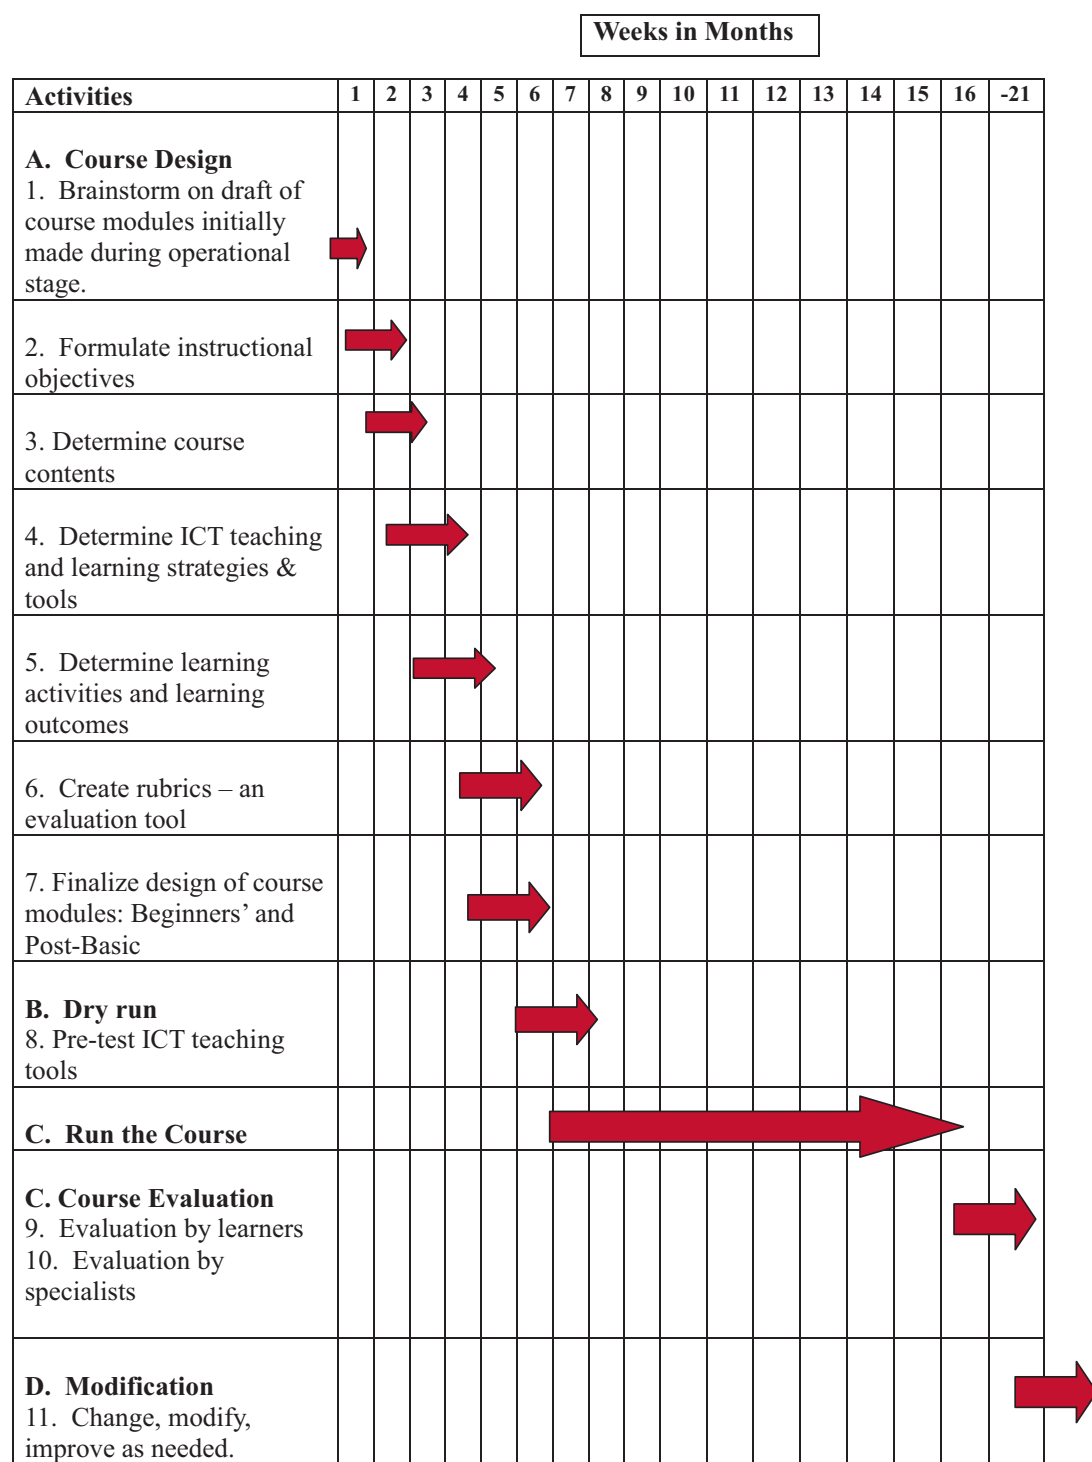 Weeks in Months
Activities 1 2 3 4 5 6 7 8 9 10 11 12 13 14 15 16 -21
A. Course Design
1. Brainstorm on draft of
course modules initially
made during operational
stage.
2. Formulate instructional
objectives
3. Determine course
contents
4. Determine ICT teaching
and learning strategies &
tools
5. Determine learning
activities and learning
outcomes
6. Create rubrics – an
evaluation tool
7. Finalize design of course
modules: Beginners’ and
Post-Basic
B. Dry run
8. Pre-test ICT teaching
tools
C. Run the Course
C. Course Evaluation
9. Evaluation by learners
10. Evaluation by
specialists
D. Modification
11. Change, modify,
improve as needed.